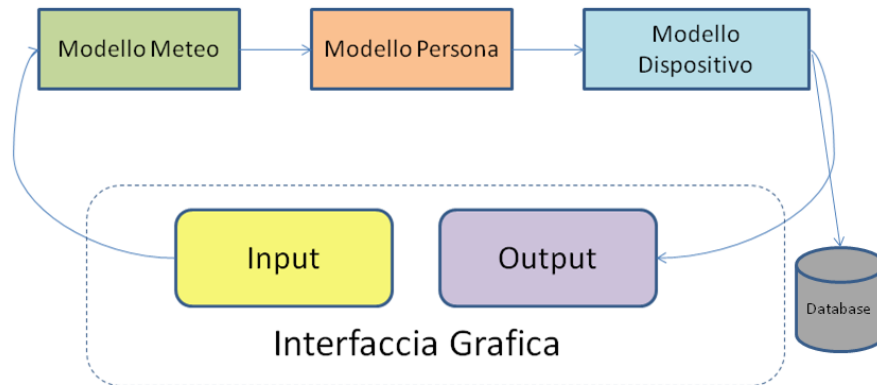 Modello Meteo
Modello Persona
Modello
Dispositivo
Input
Output
Database
Interfaccia Grafica